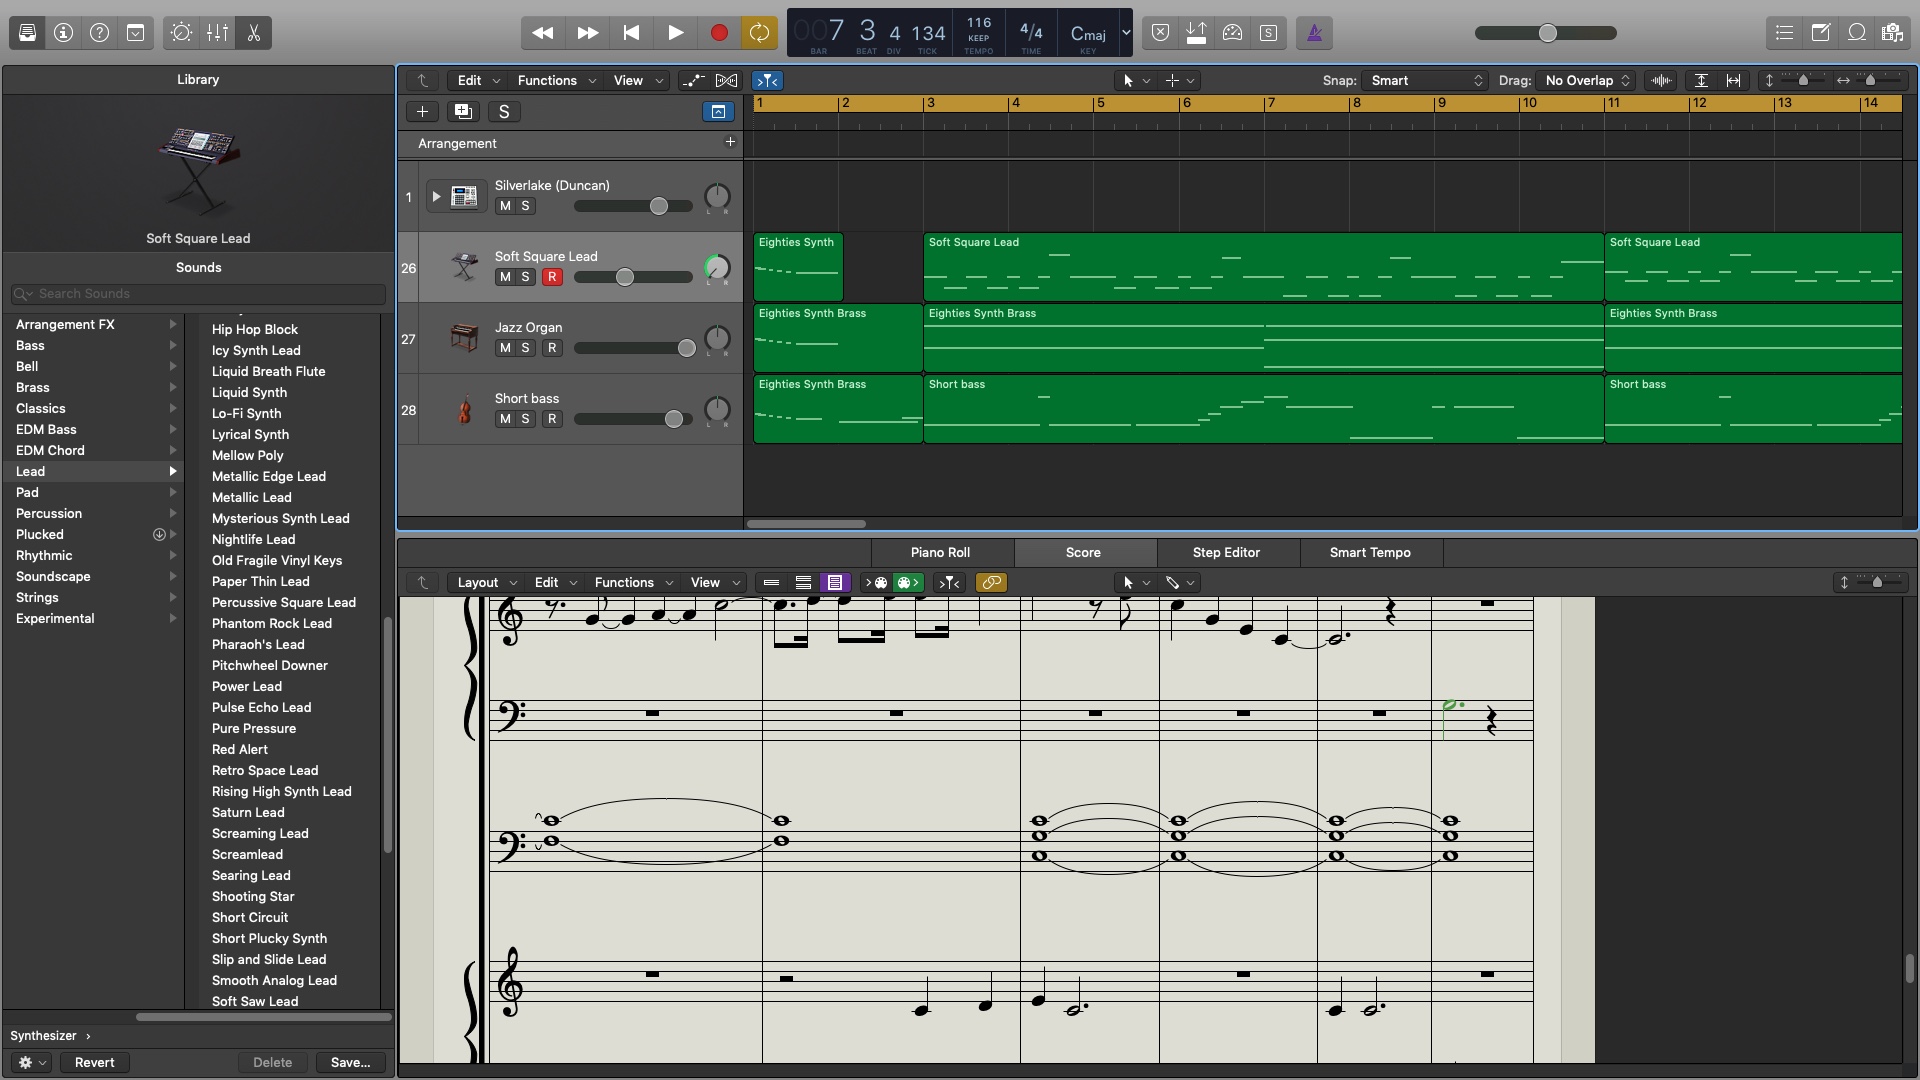 007 3 4 134
BAR BEAT DIV TICK
116
KEEP
TEMPO
4/4
TIME
Cmaj
KEY
S
Library
Soft Square Lead
Sounds
Search Sounds
Arrangement FX
Bass
Bell
Brass
Classics
EDM Bass
EDM Chord
Lead
Pad
Percussion
Plucked
Rhythmic
Soundscape
Strings
Experimental
Hip Hop Block
Icy Synth Lead
Liquid Breath Flute
Liquid Synth
Lo-Fi Synth
Lyrical Synth
Mellow Poly
Metallic Edge Lead
Metallic Lead
Mysterious Synth Lead
Nightlife Lead
Old Fragile Vinyl Keys
Paper Thin Lead
Percussive Square Lead
Phantom Rock Lead
Pharaoh's Lead
Pitchwheel Downer
Power Lead
Pulse Echo Lead
Pure Pressure
Red Alert
Retro Space Lead
Rising High Synth Lead
Saturn Lead
Screaming Lead
Screamlead
Searing Lead
Shooting Star
Short Circuit
Short Plucky Synth
Slip and Slide Lead
Smooth Analog Lead
Soft Saw Lead
Synthesizer
Revert Delete Save...
Edit Functions View Snap: Smart Drag: No Overlap
S
1 2 3 4 5 6 7 8 9 10 11 12 13 14
Arrangement
1 Silverlake (Duncan)
M S L R
26 Soft Square Lead
M S R L R
Eighties Synth Soft Square Lead Soft Square Lead
27 Jazz Organ
M S R L R
Eighties Synth Brass Eighties Synth Brass Eighties Synth Brass
28 Short bass
M S R L R
Eighties Synth Brass Short bass Short bass
Piano Roll Score Step Editor Smart Tempo
Layout Edit Functions View